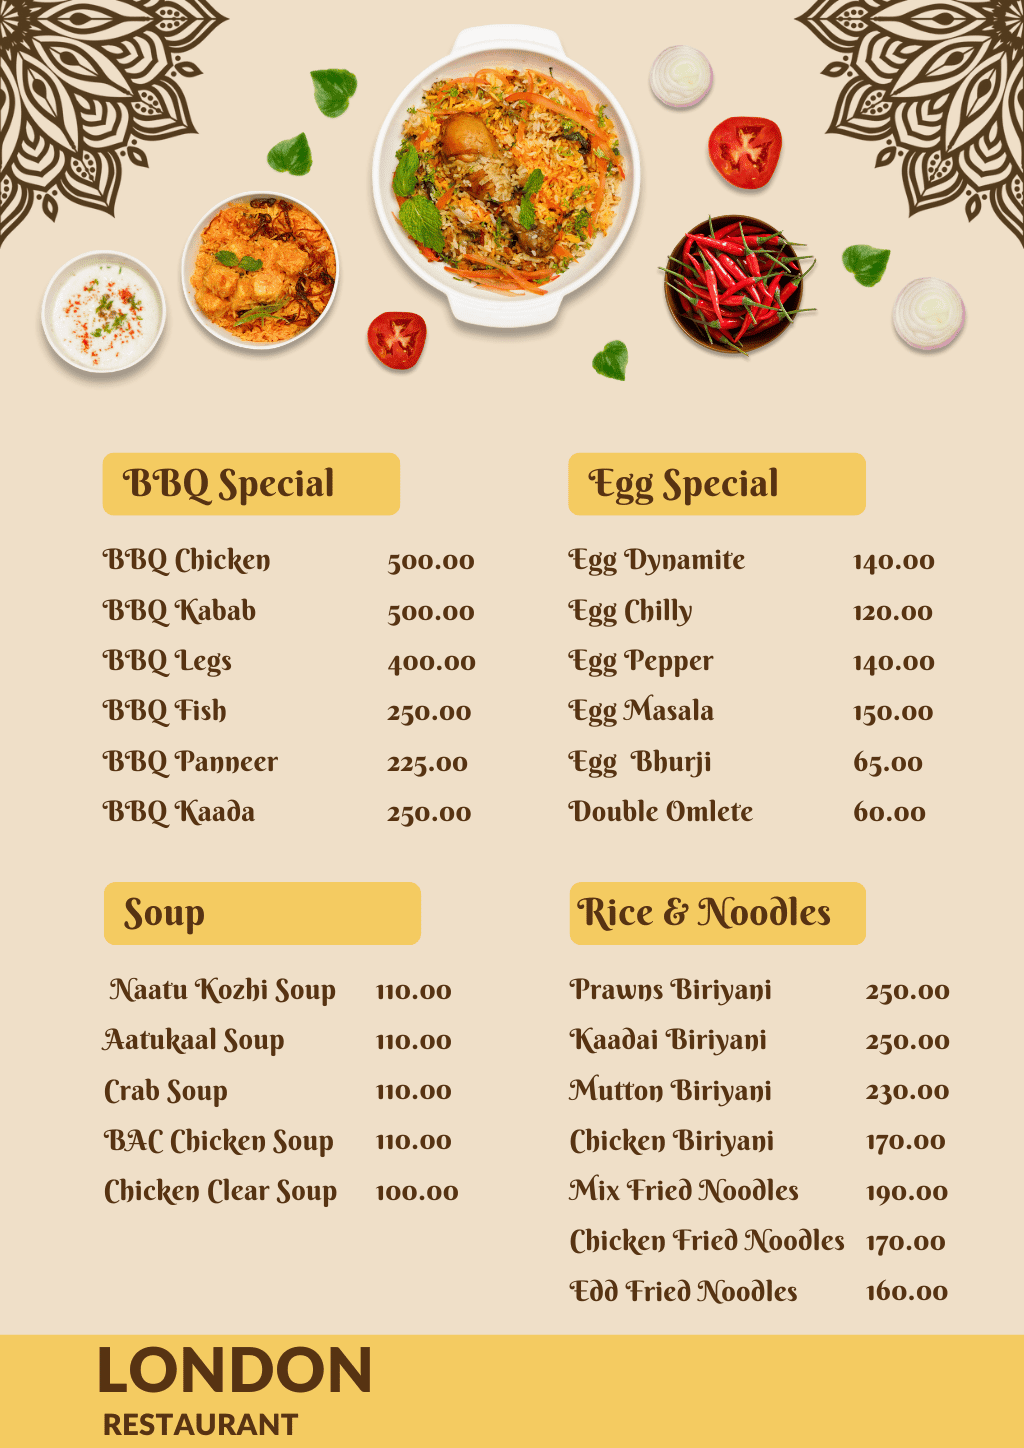 BBQ Special
BBQ Chicken 500.00
BBQ Kabab 500.00
BBQ Legs 400.00
BBQ Fish 250.00
BBQ Panneer 225.00
BBQ Kaada 250.00
Egg Special
Egg Dynamite 140.00
Egg Chilly 120.00
Egg Pepper 140.00
Egg Masala 150.00
Egg Bhurji 65.00
Double Omlete 60.00
Soup
Naatu Kozhi Soup 110.00
Aatukaal Soup 110.00
Crab Soup 110.00
BAC Chicken Soup 110.00
Chicken Clear Soup 100.00
Rice & Noodles
Prawns Biriyani 250.00
Kaadai Biriyani 250.00
Mutton Biriyani 230.00
Chicken Biriyani 170.00
Mix Fried Noodles 190.00
Chicken Fried Noodles 170.00
Edd Fried Noodles 160.00
LONDON
RESTAURANT